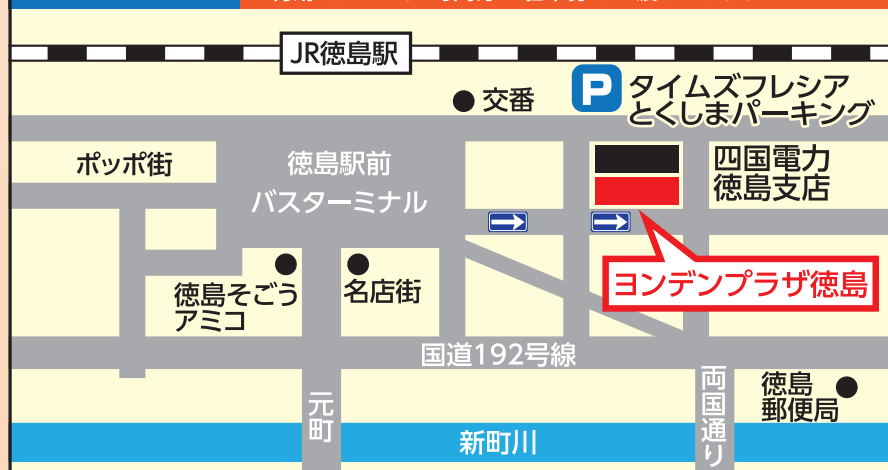 JR徳島駅
交番
P
タイムズフレシア
とくしまパーキング
ポッポ街
徳島駅前
バスターミナル
四国電力
徳島支店
ヨンデンプラザ徳島
徳島そごう
アミコ
名店街
国道192号線
元町
両国通り
徳島
郵便局
新町川